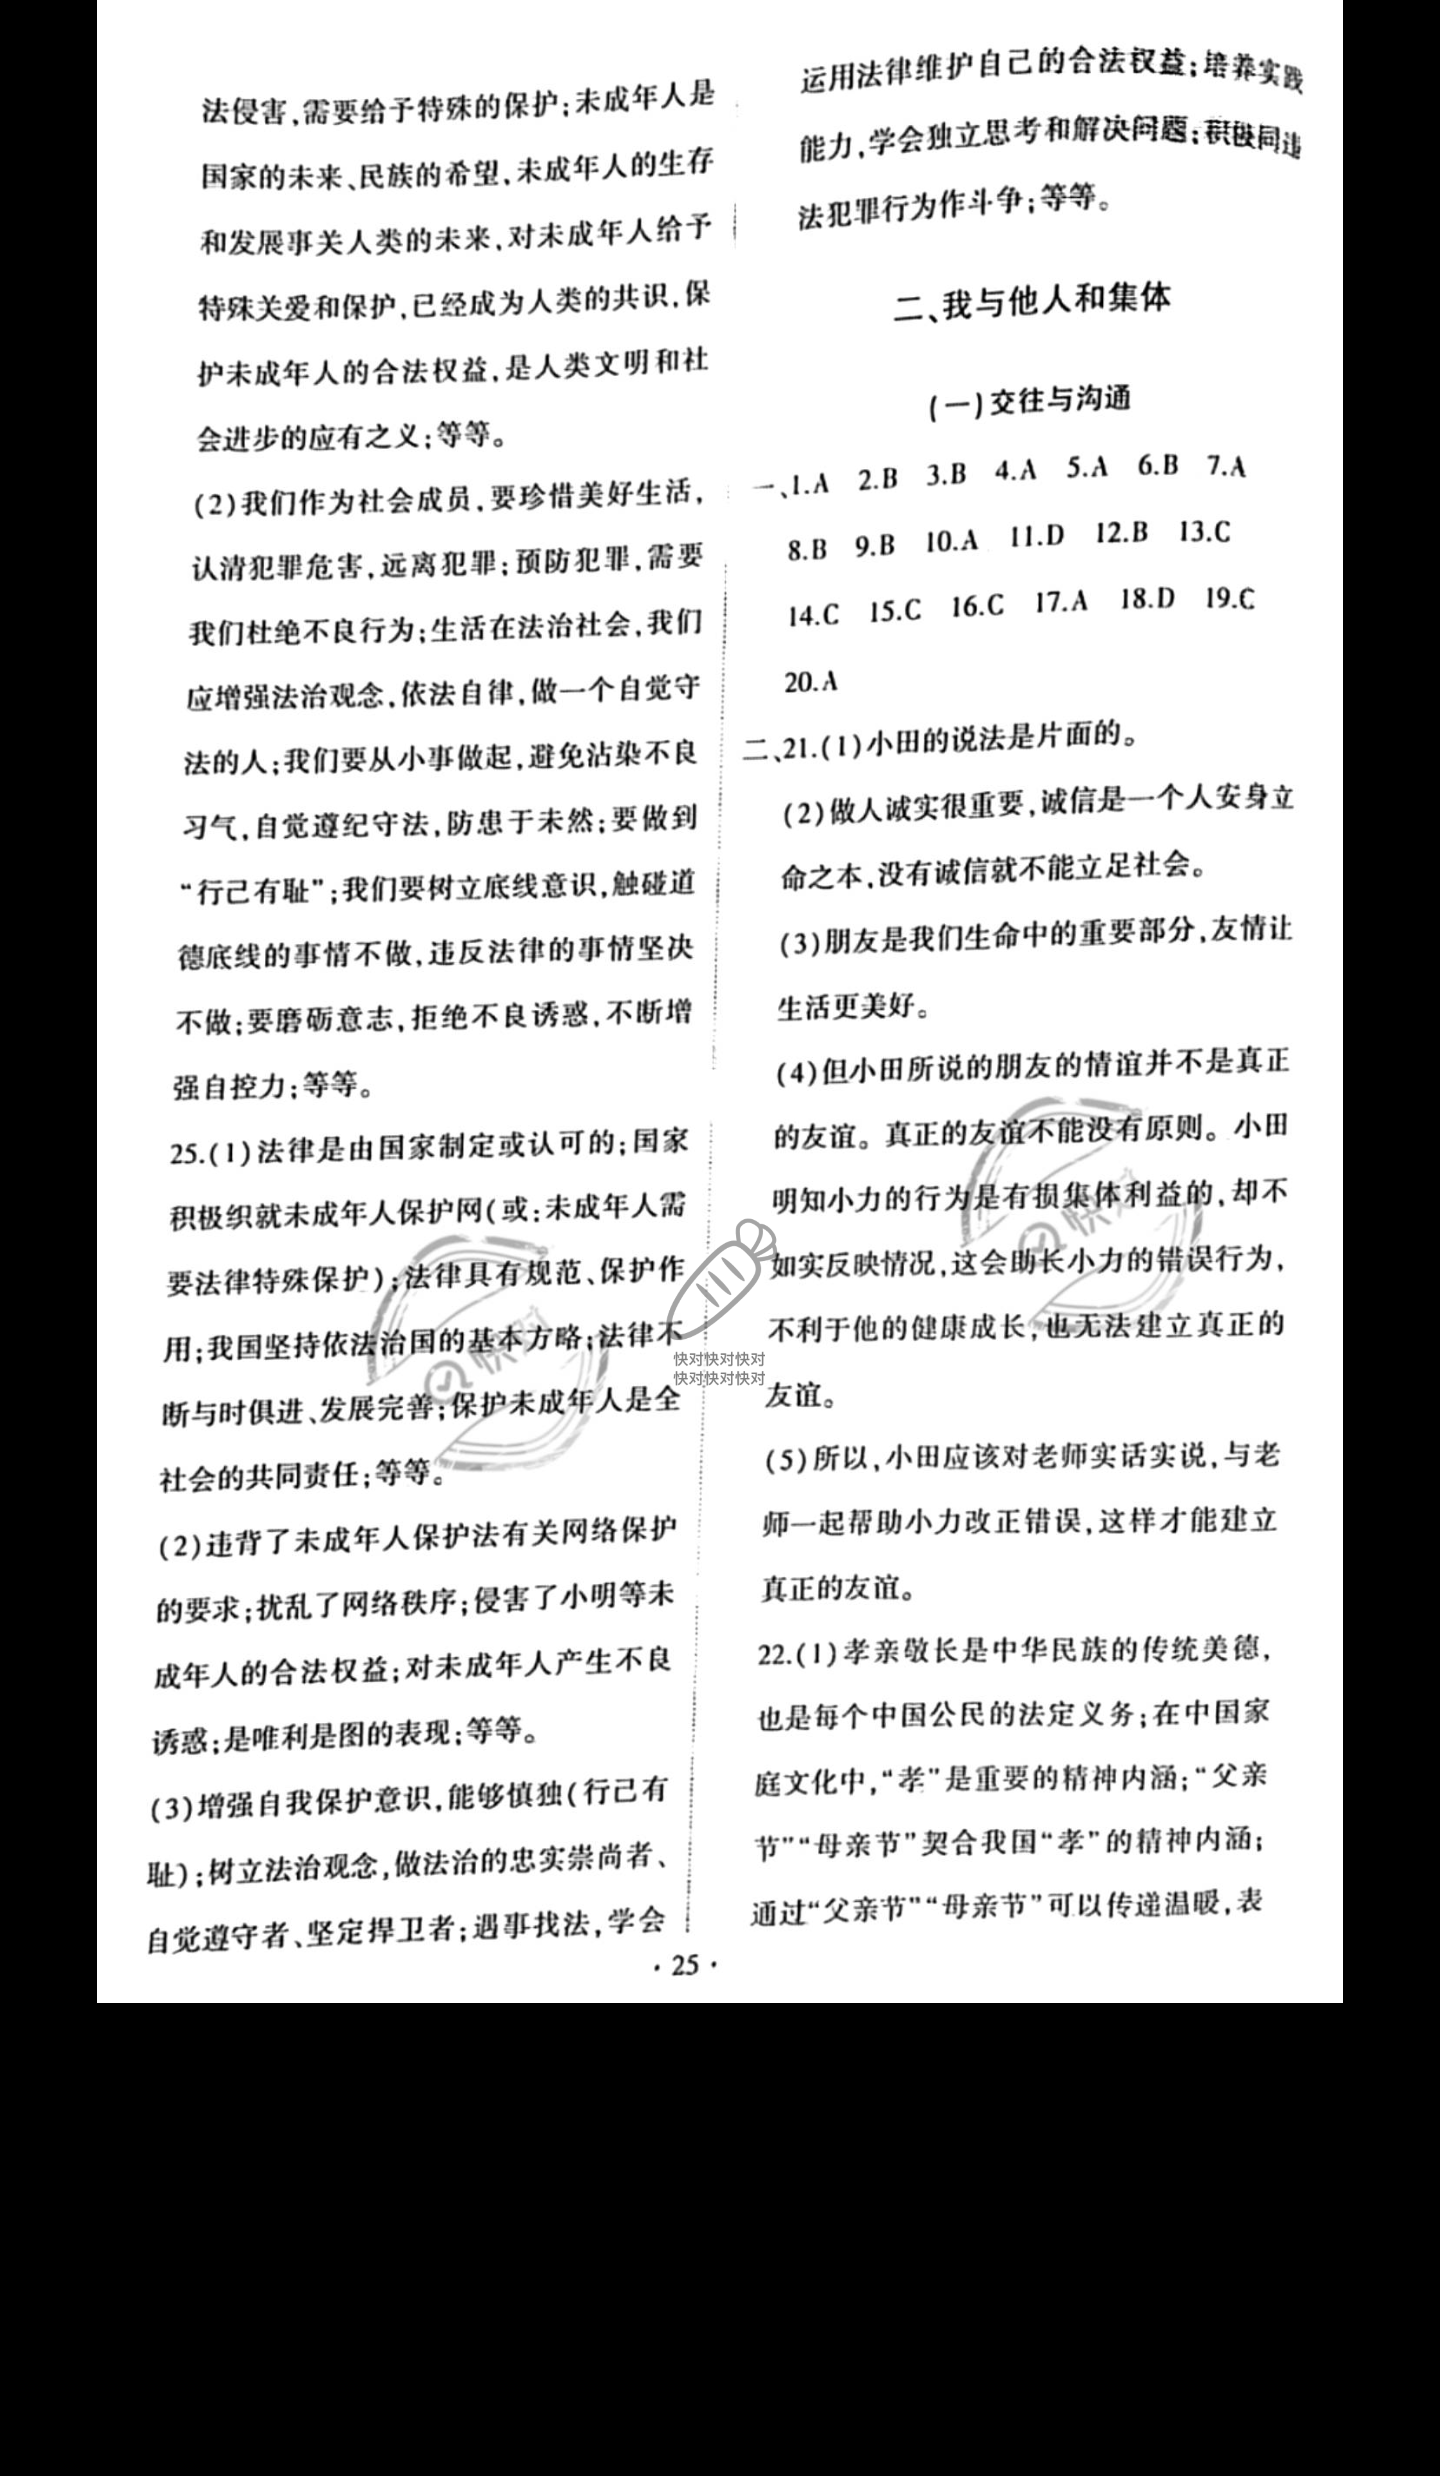 法侵害,需要给予特殊的保护;未成年人是
国家的未来、民族的希望,未成年人的生存
和发展事关人类的未来,对未成年人给予
特殊关爱和保护,已经成为人类的共识,保
护未成年人的合法权益,是人类文明和社
会进步的应有之义;等等。
(2)我们作为社会成员,要珍惜美好生活,
认清犯罪危害,远离犯罪;预防犯罪,需要
我们杜绝不良行为;生活在法治社会,我们
应增强法治观念,依法自律,做一个自觉守
法的人;我们要从小事做起,避免沾染不良
习气,自觉遵纪守法,防患于未然;要做到
“行己有耻”;我们要树立底线意识,触碰道
德底线的事情不做,违反法律的事情坚决
不做;要磨砺意志,拒绝不良诱惑,不断增
强自控力;等等。
25.(1)法律是由国家制定或认可的;国家
积极织就未成年人保护网(或:未成年人需
要法律特殊保护);法律具有规范、保护作
用;我国坚持依法治国的基本方略;法律不
断与时俱进、发展完善;保护未成年人是全
社会的共同责任;等等。
(2)违背了未成年人保护法有关网络保护
的要求;扰乱了网络秩序;侵害了小明等未
成年人的合法权益;对未成年人产生不良
诱惑;是唯利是图的表现;等等。
(3)增强自我保护意识,能够慎独(行己有
耻);树立法治观念,做法治的忠实崇尚者、
自觉遵守者、坚定捍卫者;遇事找法,学会
运用法律维护自己的合法权益;培养实践
能力,学会独立思考和解决问题;积极同违
法犯罪行为作斗争;等等。
二、我与他人和集体
(一)交往与沟通
一、1.A 2.B 3.B 4.A 5.A 6.B 7.A
8.B 9.B 10.A 11.D 12.B 13.C
14.C 15.C 16.C 17.A 18.D 19.C
20.A
二、21.(1)小田的说法是片面的。
(2)做人诚实很重要,诚信是一个人安身立
命之本,没有诚信就不能立足社会。
(3)朋友是我们生命中的重要部分,友情让
生活更美好。
(4)但小田所说的朋友的情谊并不是真正
的友谊。真正的友谊不能没有原则。小田
明知小力的行为是有损集体利益的,却不
如实反映情况,这会助长小力的错误行为,
不利于他的健康成长,也无法建立真正的
友谊。
(5)所以,小田应该对老师实话实说,与老
师一起帮助小力改正错误,这样才能建立
真正的友谊。
22.(1)孝亲敬长是中华民族的传统美德,
也是每个中国公民的法定义务;在中国家
庭文化中,“孝”是重要的精神内涵;“父亲
节”“母亲节”契合我国“孝”的精神内涵;
通过“父亲节”“母亲节”可以传递温暖,表
快对
快对
快对快对快对
快对快对快对
·25·